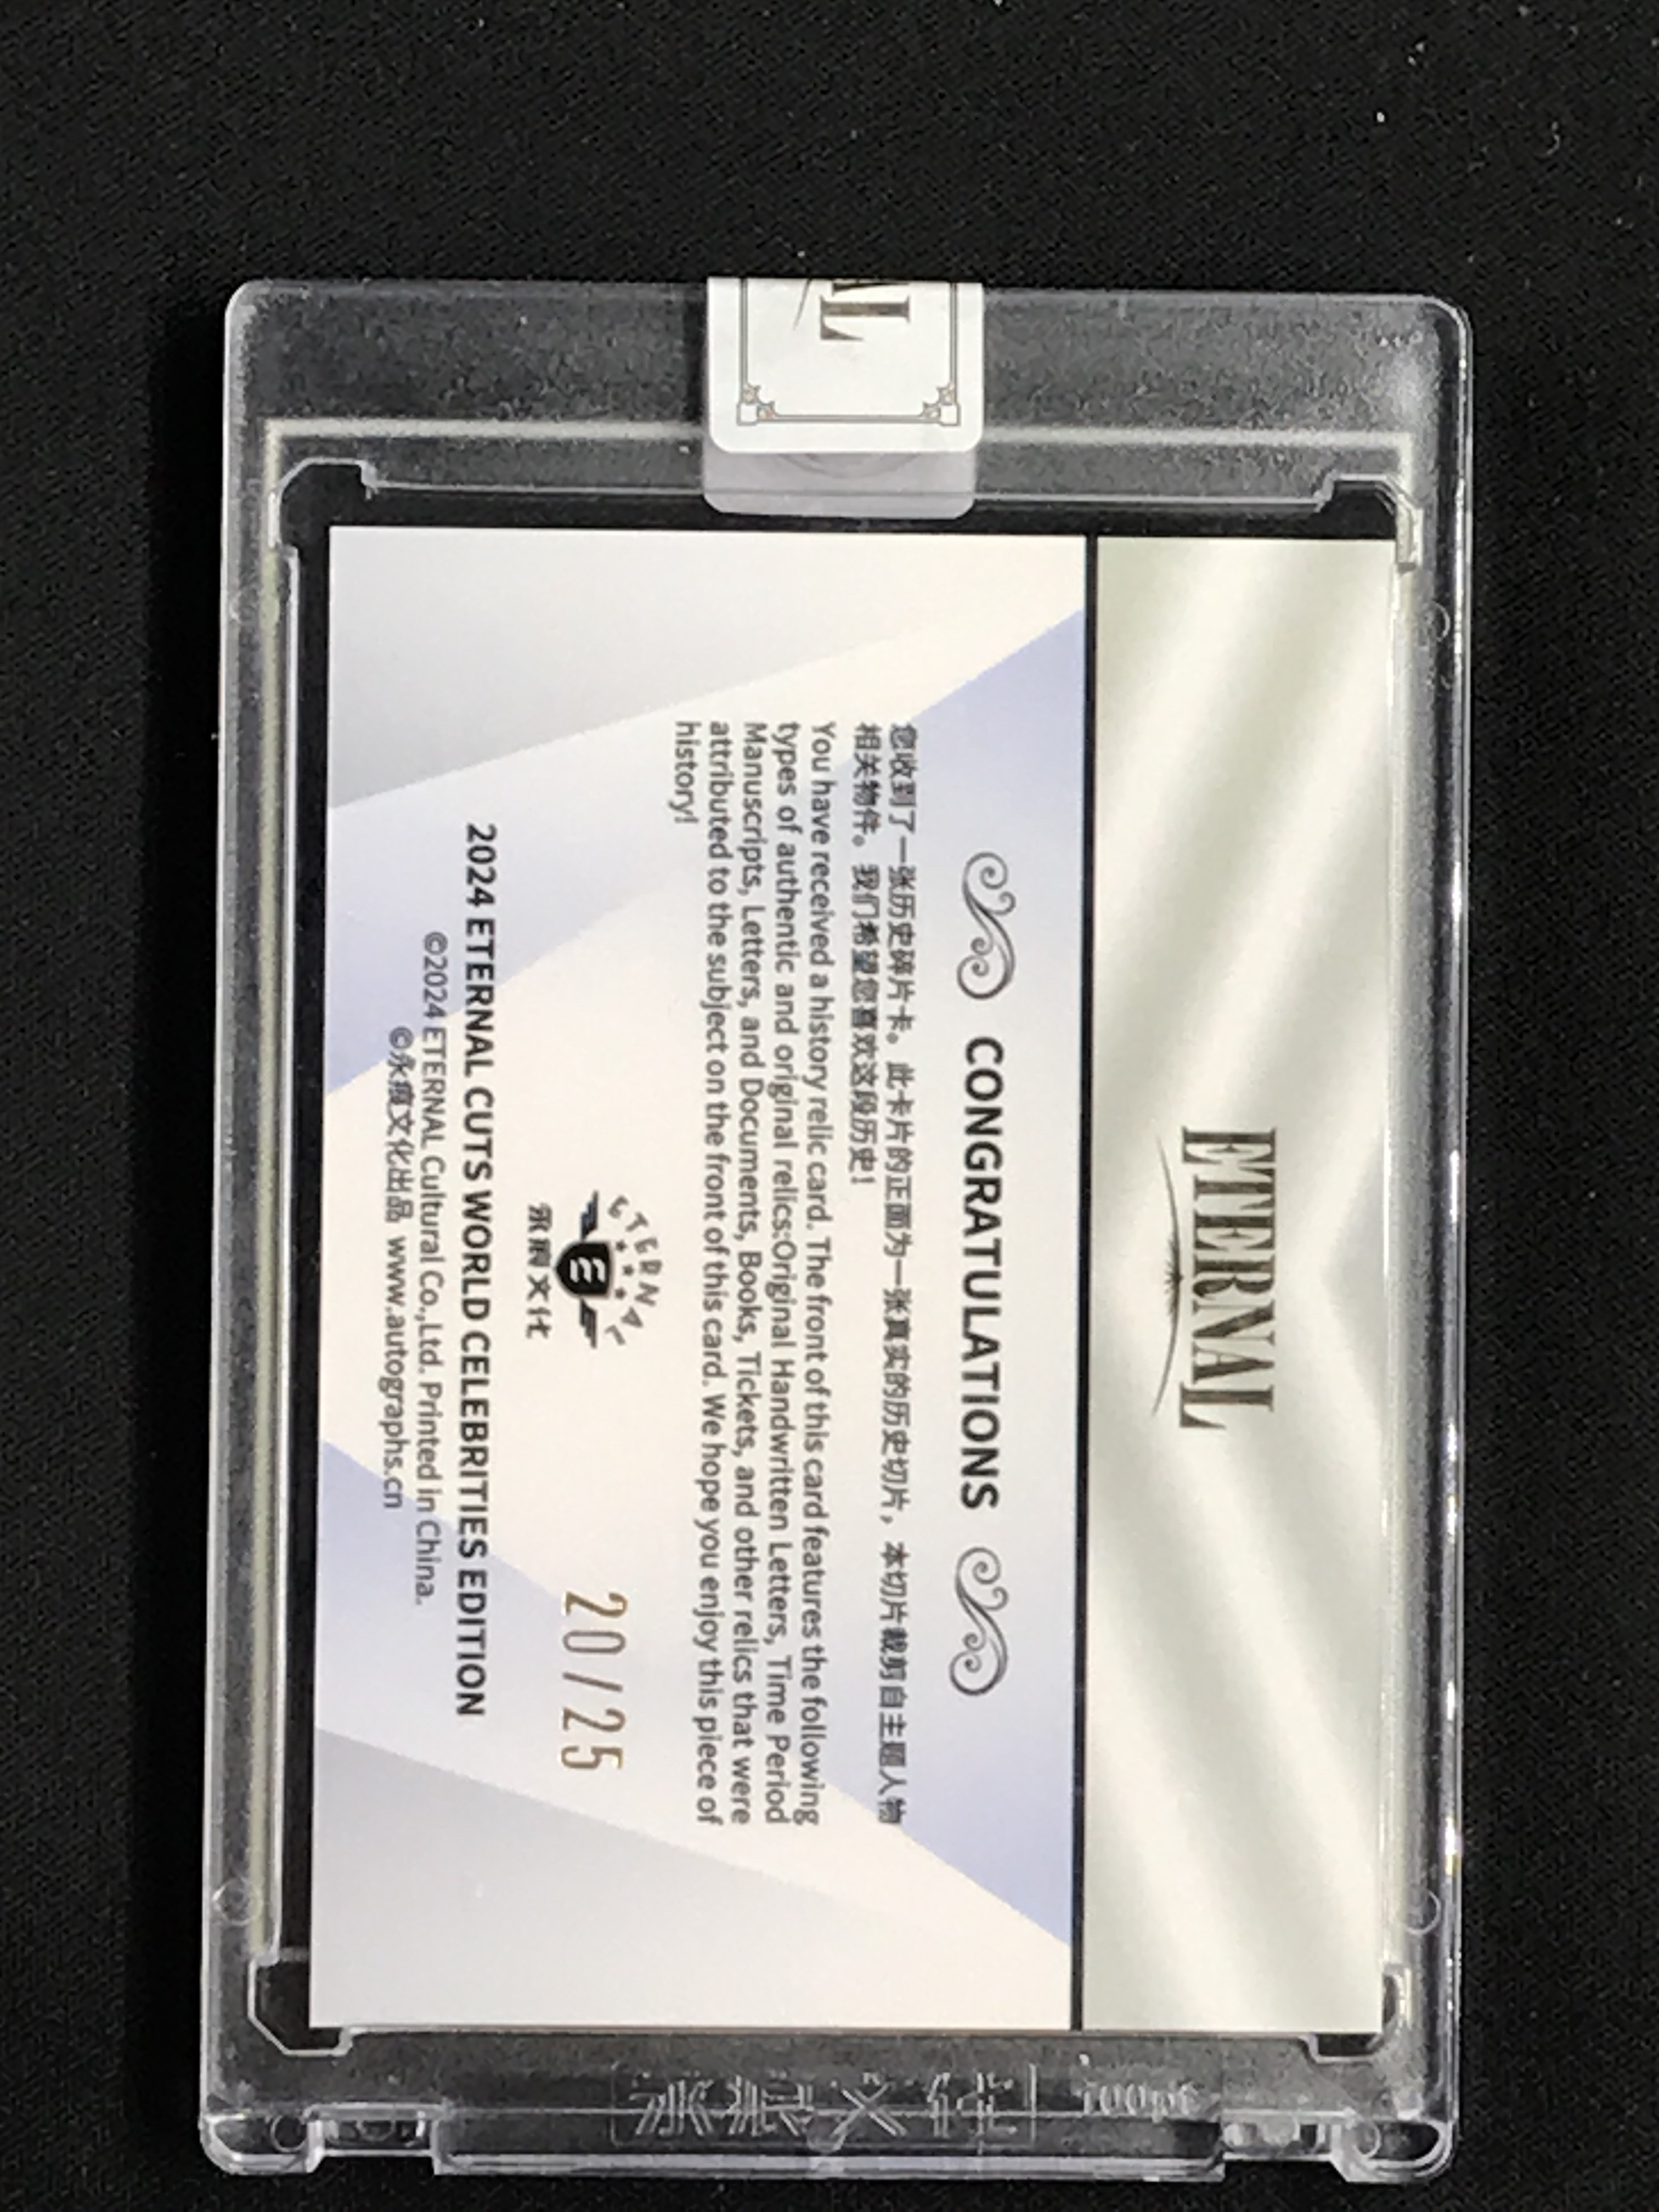 AL
ETERNAL
CONGRATULATIONS
您收到了一张历史碎片卡。此卡片的正面为一张真实的历史切片，本切片裁剪自主题人物
相关物件。我们希望您喜欢这段历史！
You have received a history relic card. The front of this card features the following
types of authentic and original relics:Original Handwritten Letters, Time Period
Manuscripts, Letters, and Documents, Books, Tickets, and other relics that were
attributed to the subject on the front of this card. We hope you enjoy this piece of
history!
ETERNAL
E
永痕文化
20/25
2024 ETERNAL CUTS WORLD CELEBRITIES EDITION
©2024 ETERNAL Cultural Co.,Ltd. Printed in China.
©永痕文化出品 www.autographs.cn